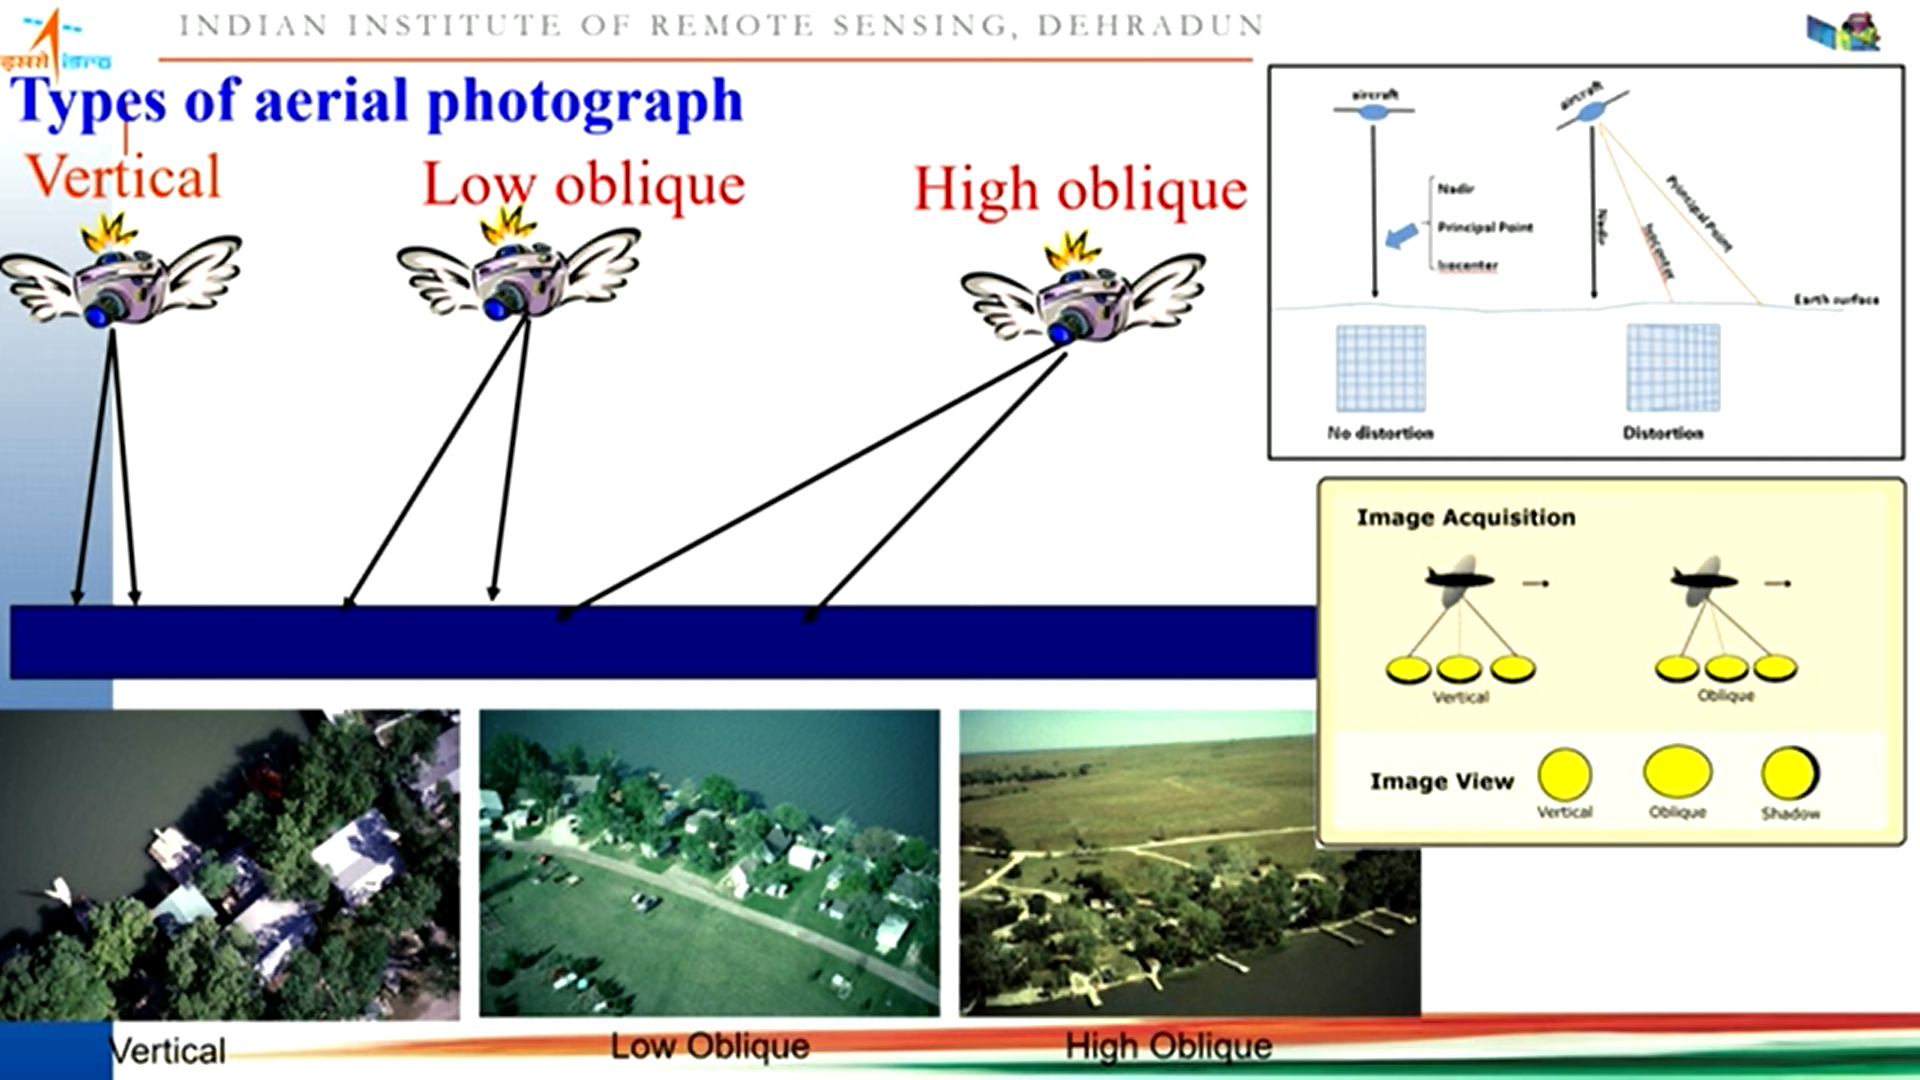 INDIAN INSTITUTE OF REMOTE SENSING, DEHRADUN
इसरो isro
Types of aerial photograph
Vertical
Low oblique
High oblique
aircraft
aircraft
Nadir
Principal Point
Isocenter
Nadir
Isocenter
Principal Point
Earth surface
No distortion
Distortion
Image Acquisition
Vertical
Oblique
Image View
Vertical
Oblique
Shadow
Vertical
Low Oblique
High Oblique